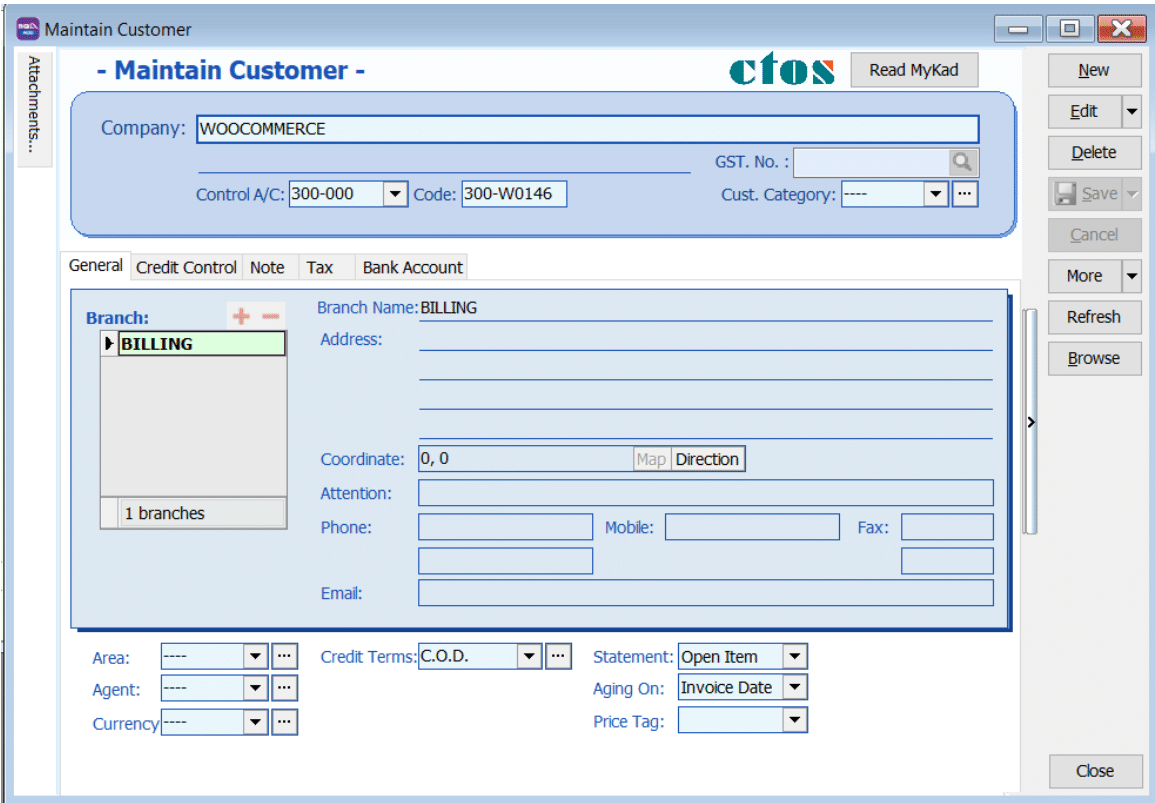 Maintain Customer
Attachments...
- Maintain Customer -
ctos
Read MyKad
Company: WOOCOMMERCE
GST. No. :
Control A/C: 300-000 Code: 300-W0146 Cust. Category: ----
General Credit Control Note Tax Bank Account
Branch:
BILLING
1 branches
Branch Name: BILLING
Address:
Coordinate: 0, 0 Map Direction
Attention:
Phone: Mobile: Fax:
Email:
Area: ---- Credit Terms: C.O.D. Statement: Open Item
Agent: ---- Aging On: Invoice Date
Currency ---- Price Tag:
New
Edit
Delete
Save
Cancel
More
Refresh
Browse
Close